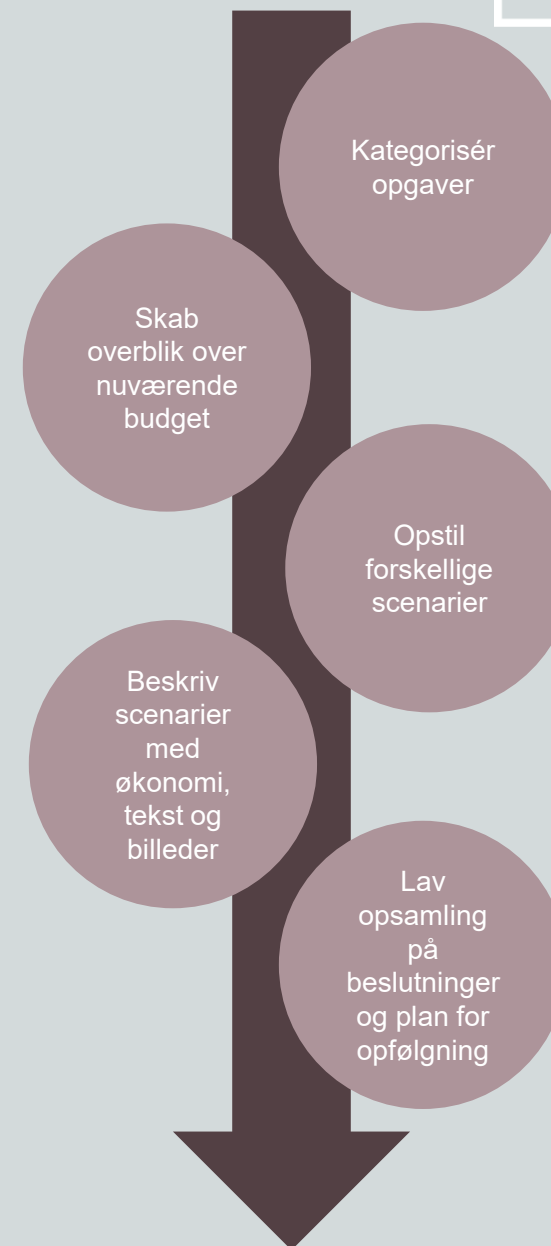 Kategorisér
opgaver
Skab
overblik over
nuværende
budget
Opstil
forskellige
scenarier
Beskriv
scenarier
med
økonomi,
tekst og
billeder
Lav
opsamling
på
beslutninger
og plan for
opfølgning